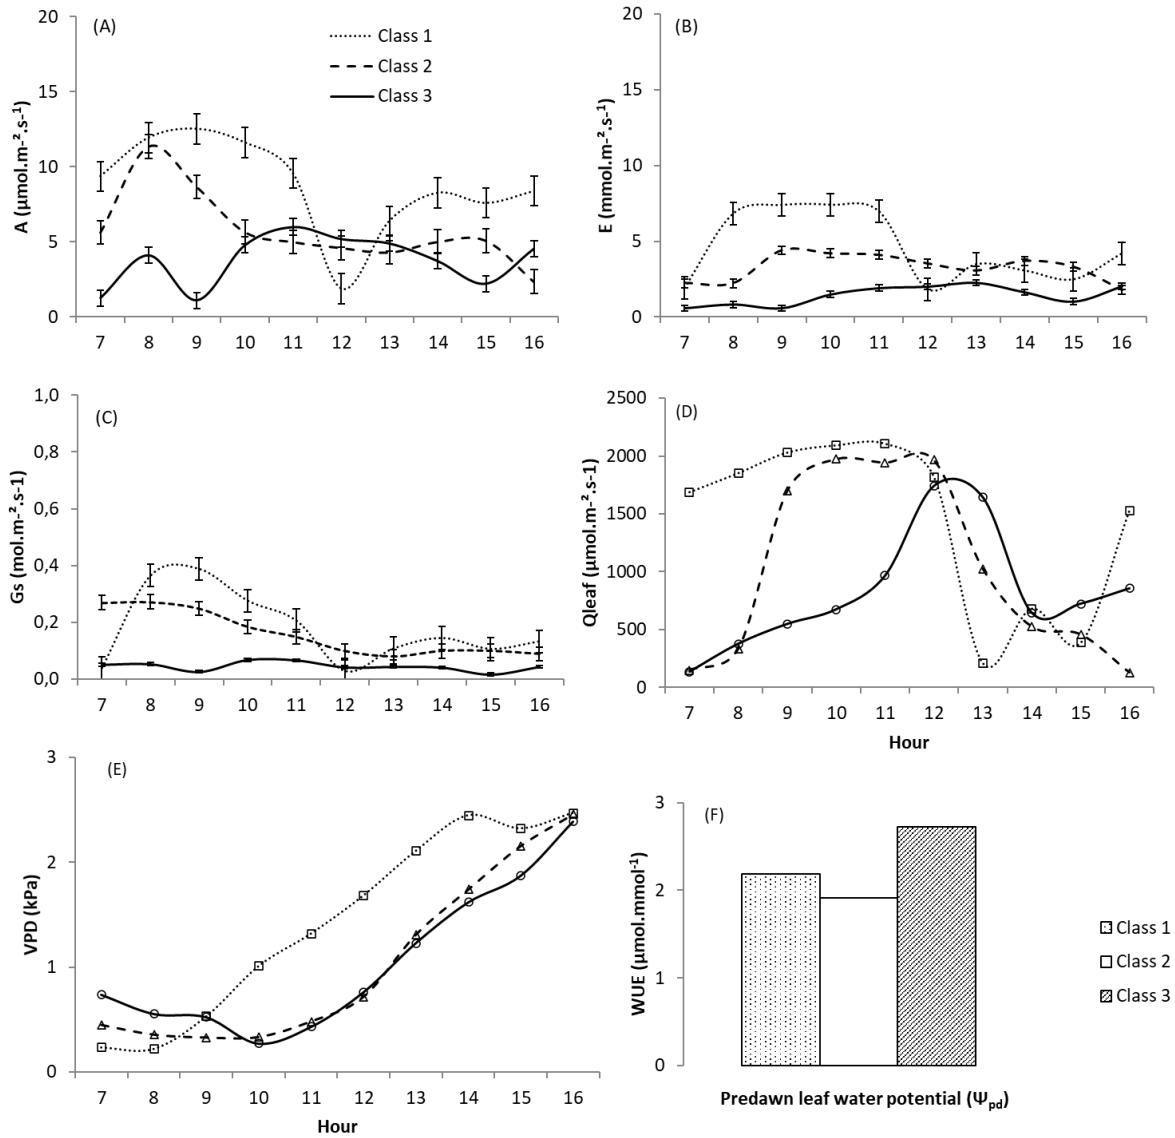 (A)
Class 1
Class 2
Class 3
A (µmol.m-².s-¹)
20
15
10
5
0
7 8 9 10 11 12 13 14 15 16
(B)
E (mmol.m-².s-¹)
20
15
10
5
0
7 8 9 10 11 12 13 14 15 16
(C)
Gs (mol.m-².s-1)
1,0
0,8
0,6
0,4
0,2
0,0
7 8 9 10 11 12 13 14 15 16
(D)
Qleaf (µmol.m-².s-1)
2500
2000
1500
1000
500
0
7 8 9 10 11 12 13 14 15 16
Hour
(E)
VPD (kPa)
3
2
1
0
7 8 9 10 11 12 13 14 15 16
Hour
(F)
WUE (µmol.mmol-1)
3
2
1
0
Predawn leaf water potential (Ψpd)
Class 1
Class 2
Class 3